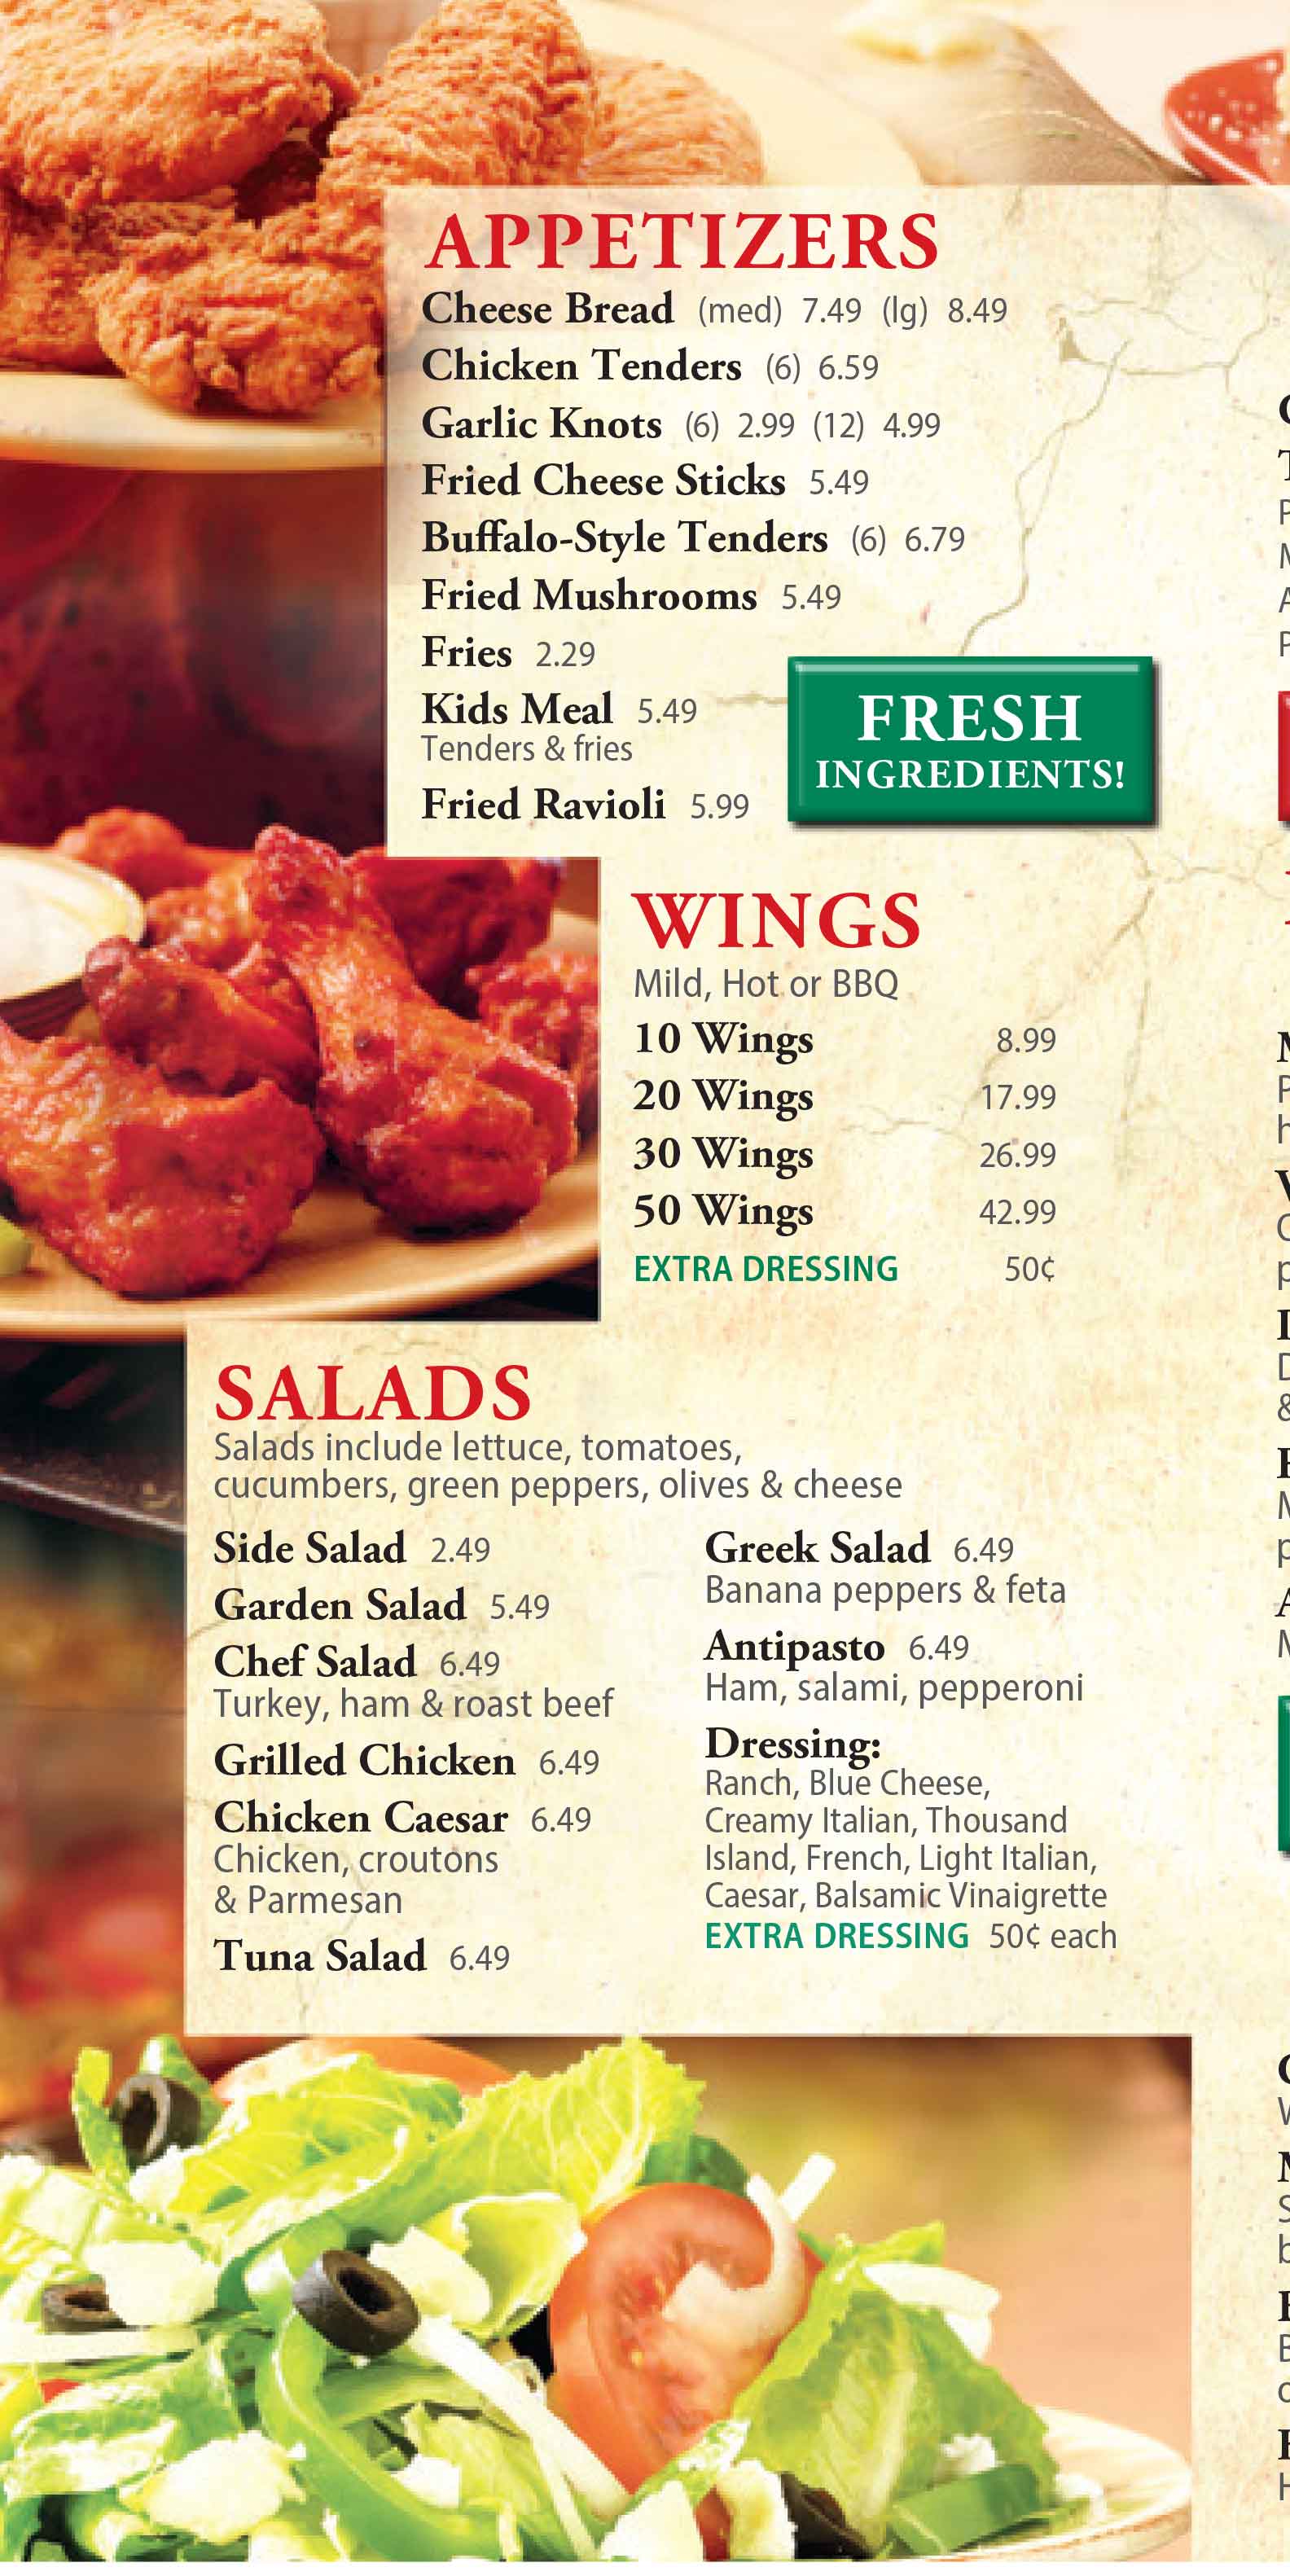 APPETIZERS
Cheese Bread (med) 7.49 (lg) 8.49
Chicken Tenders (6) 6.59
Garlic Knots (6) 2.99 (12) 4.99
Fried Cheese Sticks 5.49
Buffalo-Style Tenders (6) 6.79
Fried Mushrooms 5.49
Fries 2.29
Kids Meal 5.49
Tenders & fries
Fried Ravioli 5.99
FRESH
INGREDIENTS!
WINGS
Mild, Hot or BBQ
10 Wings 8.99
20 Wings 17.99
30 Wings 26.99
50 Wings 42.99
EXTRA DRESSING 50¢
SALADS
Salads include lettuce, tomatoes,
cucumbers, green peppers, olives & cheese
Side Salad 2.49
Garden Salad 5.49
Chef Salad 6.49
Turkey, ham & roast beef
Grilled Chicken 6.49
Chicken Caesar 6.49
Chicken, croutons
& Parmesan
Tuna Salad 6.49
Greek Salad 6.49
Banana peppers & feta
Antipasto 6.49
Ham, salami, pepperoni
Dressing:
Ranch, Blue Cheese,
Creamy Italian, Thousand
Island, French, Light Italian,
Caesar, Balsamic Vinaigrette
EXTRA DRESSING 50¢ each